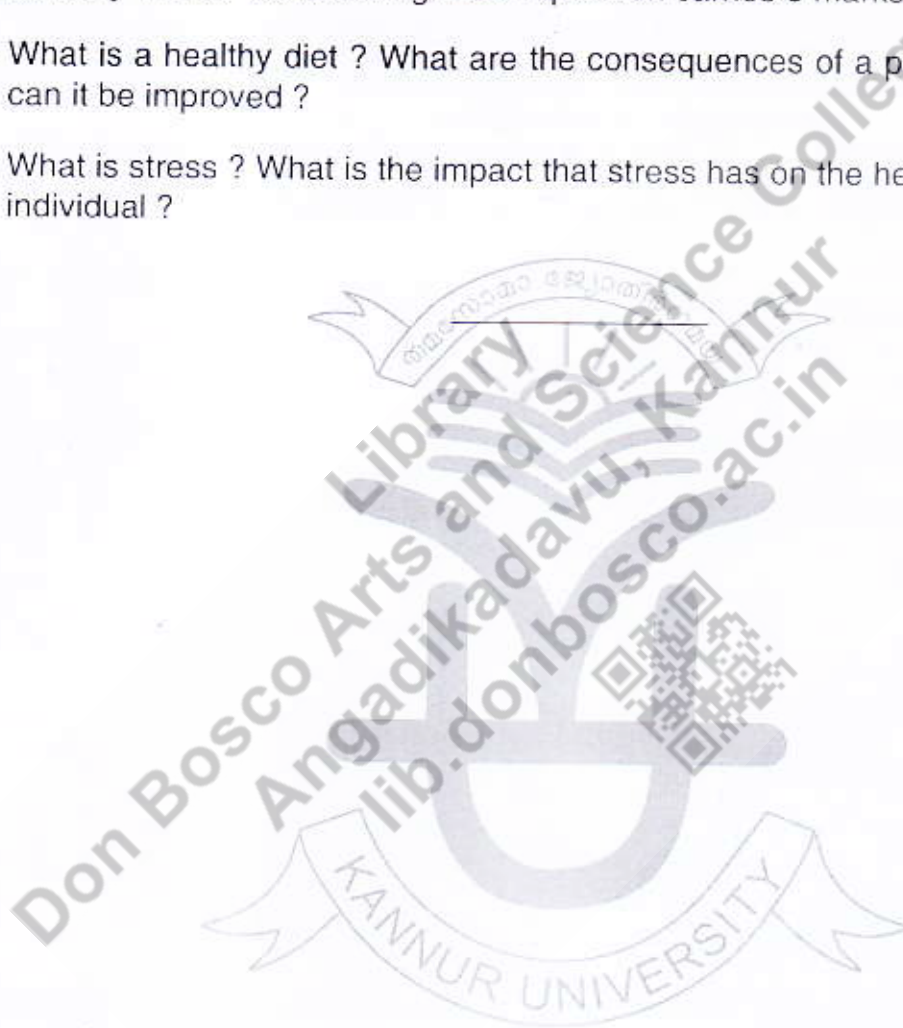 What is a healthy diet ? What are the consequences of a p
can it be improved ?
What is stress ? What is the impact that stress has on the he
individual ?
Library
Don Bosco Arts and Science Colleg
Angadikadavu, Kannur
lib.donbosco.ac.in
KANNUR UNIVERSITY